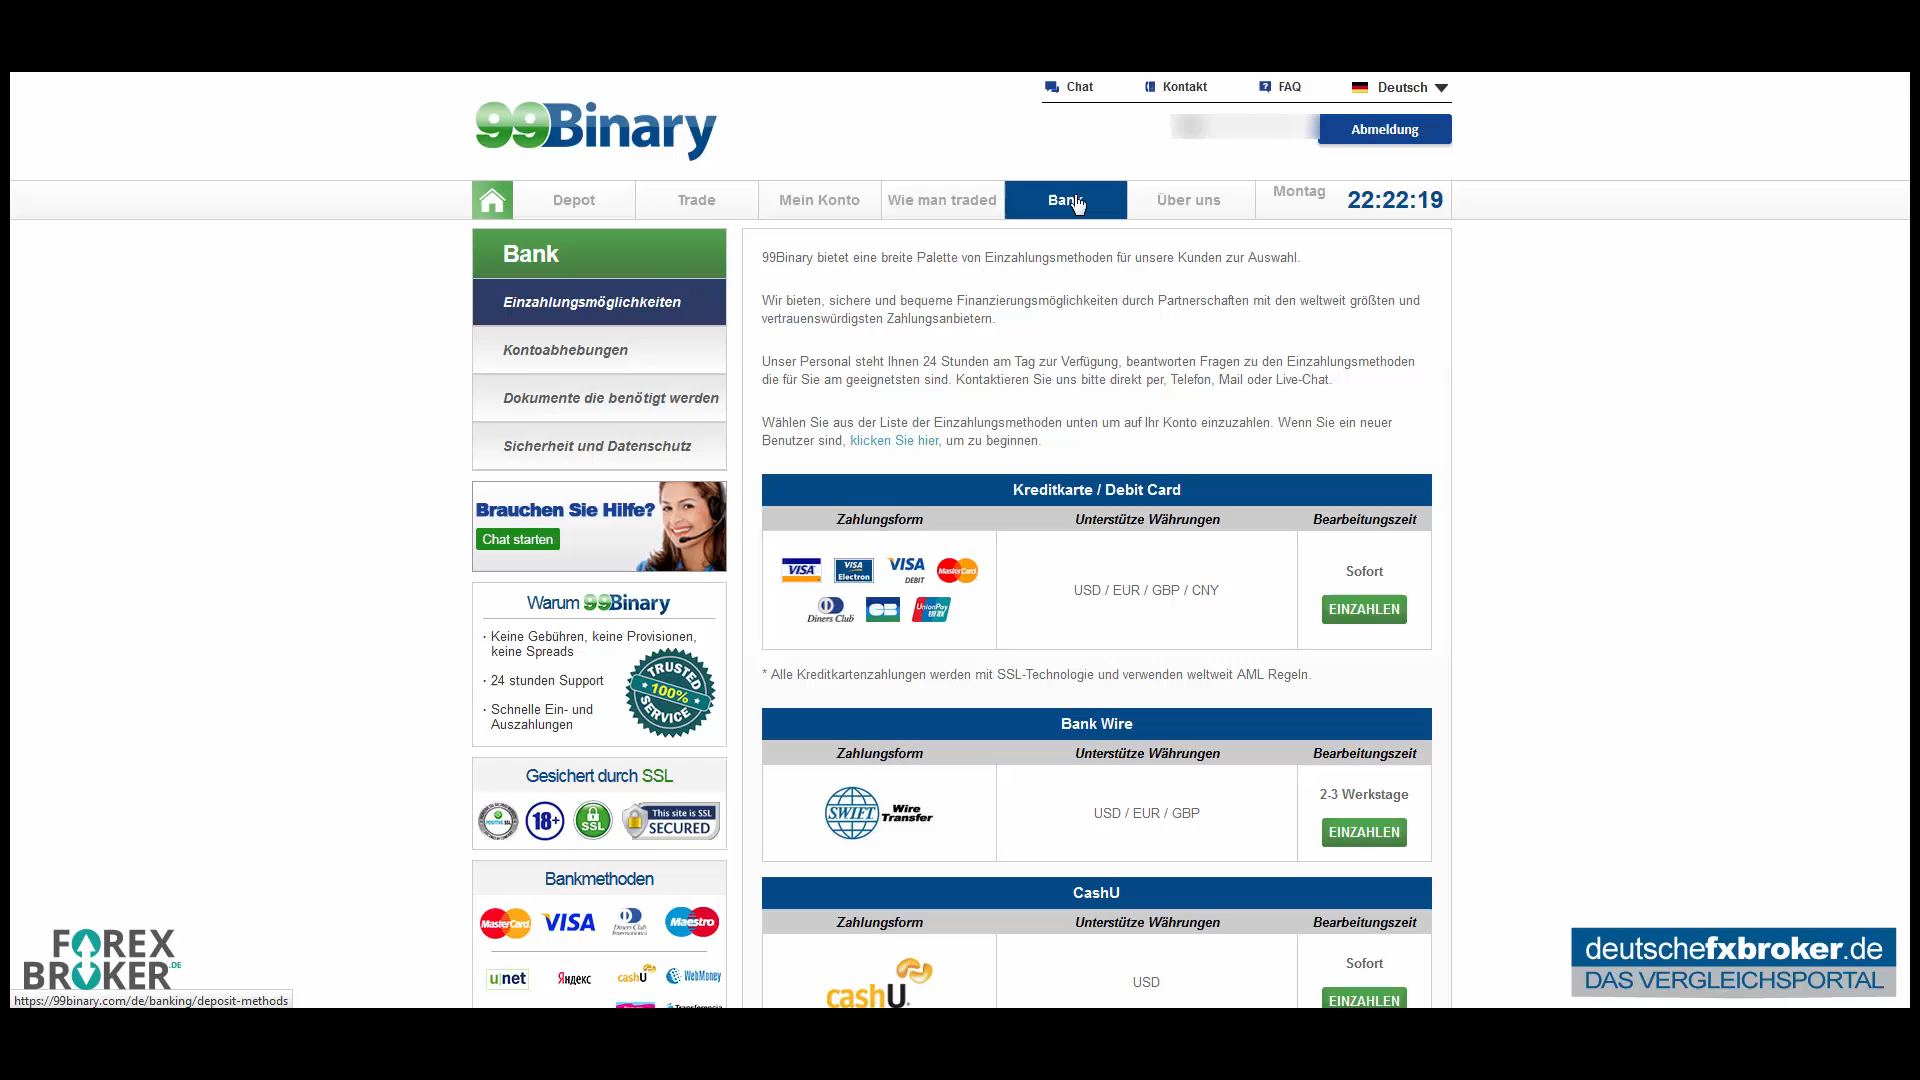 Chat
Kontakt
FAQ
Deutsch
99Binary
Abmeldung
Depot
Trade
Mein Konto
Wie man traded
Bank
Über uns
Montag
22:22:19
Bank
Einzahlungsmöglichkeiten
Kontoabhebungen
Dokumente die benötigt werden
Sicherheit und Datenschutz
Brauchen Sie Hilfe?
Chat starten
Warum 99Binary
· Keine Gebühren, keine Provisionen,
keine Spreads
· 24 stunden Support
· Schnelle Ein- und
Auszahlungen
TRUSTED
100%
SERVICE
Gesichert durch SSL
POSITIVE SSL
18+
SSL
This site is SSL
SECURED
Bankmethoden
MasterCard
VISA
Diners Club
International
Maestro
u|net
Яндекс
cashU
WebMoney
99Binary bietet eine breite Palette von Einzahlungsmethoden für unsere Kunden zur Auswahl.
Wir bieten, sichere und bequeme Finanzierungsmöglichkeiten durch Partnerschaften mit den weltweit größten und
vertrauenswürdigsten Zahlungsanbietern.
Unser Personal steht Ihnen 24 Stunden am Tag zur Verfügung, beantworten Fragen zu den Einzahlungsmethoden
die für Sie am geeignetsten sind. Kontaktieren Sie uns bitte direkt per, Telefon, Mail oder Live-Chat.
Wählen Sie aus der Liste der Einzahlungsmethoden unten um auf Ihr Konto einzuzahlen. Wenn Sie ein neuer
Benutzer sind, klicken Sie hier, um zu beginnen.
Kreditkarte / Debit Card
Zahlungsform
Unterstütze Währungen
Bearbeitungszeit
VISA
VISA
Electron
VISA
DEBIT
MasterCard
Diners Club
CB
UnionPay
银联
USD / EUR / GBP / CNY
Sofort
EINZAHLEN
* Alle Kreditkartenzahlungen werden mit SSL-Technologie und verwenden weltweit AML Regeln.
Bank Wire
Zahlungsform
Unterstütze Währungen
Bearbeitungszeit
SWIFT
Wire
Transfer
USD / EUR / GBP
2-3 Werkstage
EINZAHLEN
CashU
Zahlungsform
Unterstütze Währungen
Bearbeitungszeit
cashU
USD
Sofort
EINZAHLEN
FOREX
BROKER.DE
https://99binary.com/de/banking/deposit-methods
deutschefxbroker.de
DAS VERGLEICHSPORTAL